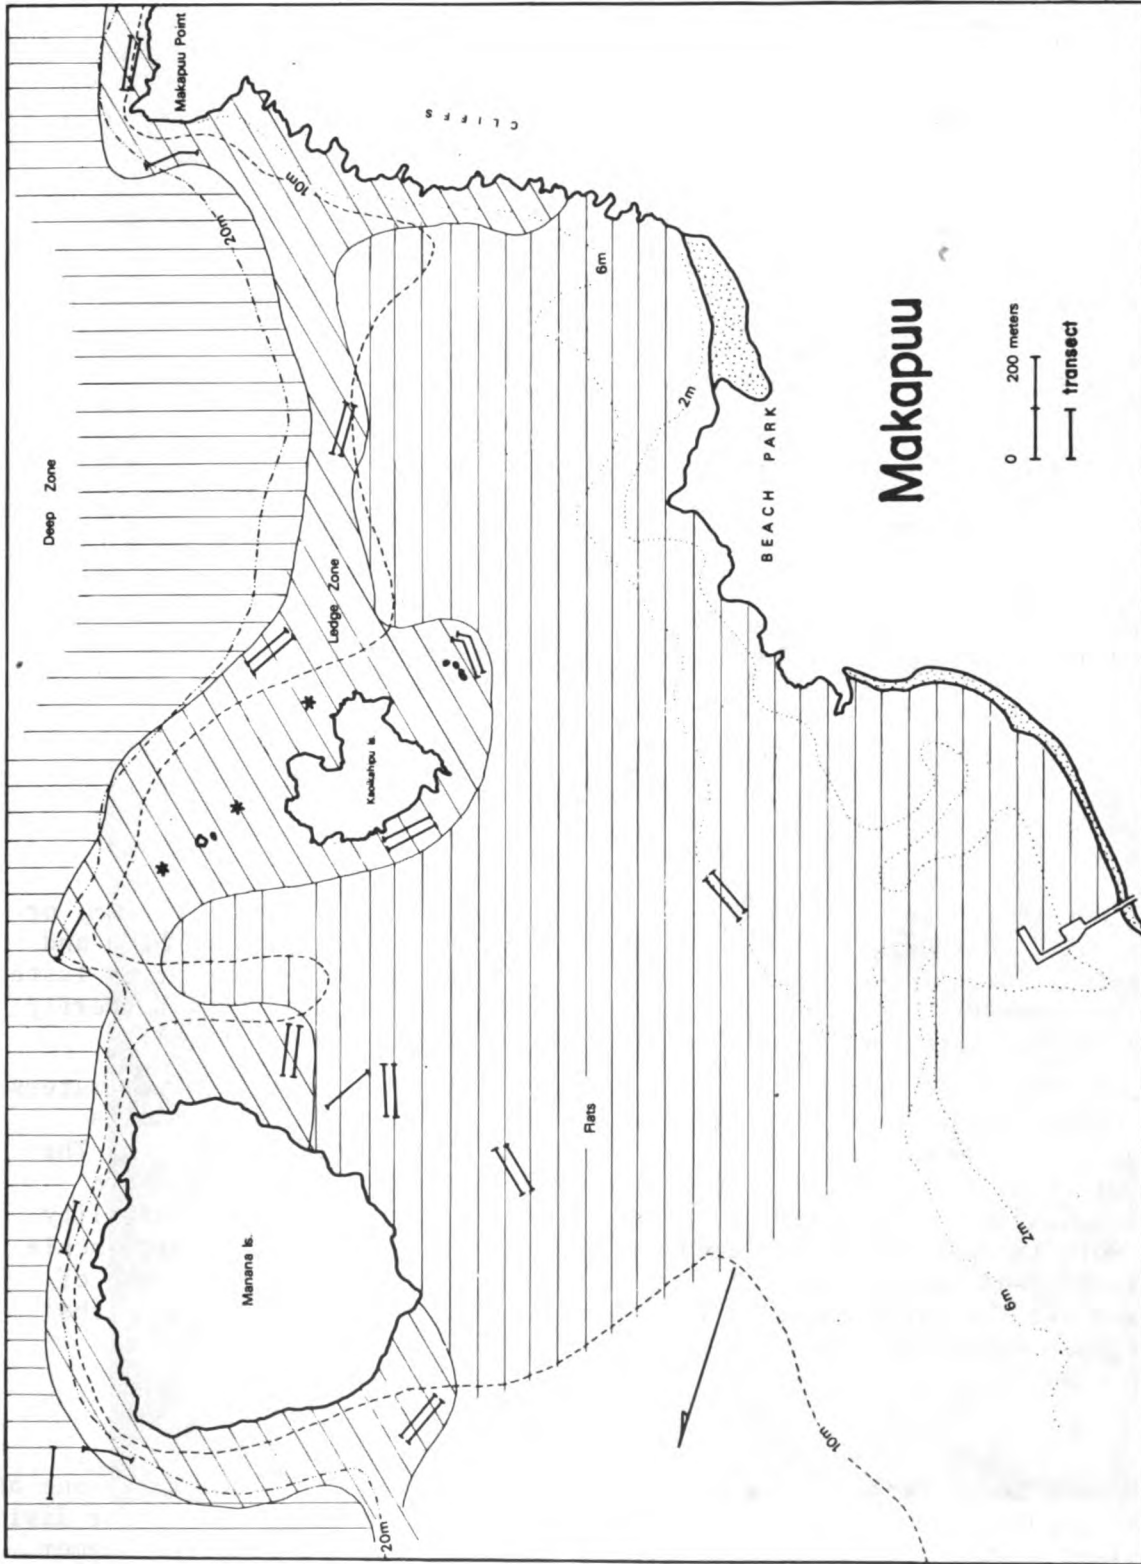 Makapuu Point
CLIFFS
10m
20m
Deep Zone
6m
2m
Ledge Zone
BEACH PARK
Makapuu
0 200 meters
transect
Kaoikaihipu Is.
Flats
Manana Is.
2m
6m
10m
20m